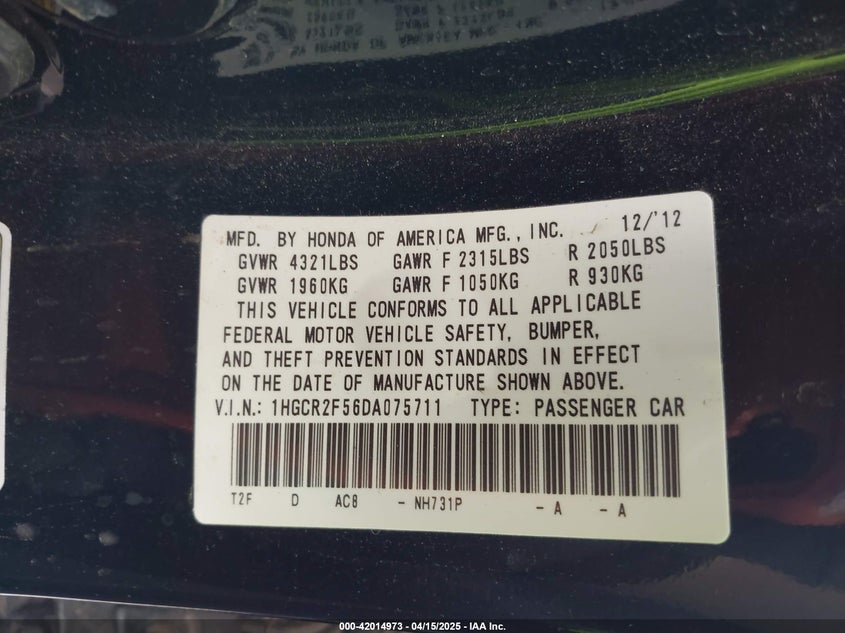 MFD. BY HONDA OF AMERICA MFG., INC. 12/'12
GVWR 4321LBS GAWR F 2315LBS R 2050LBS
GVWR 1960KG GAWR F 1050KG R 930KG
THIS VEHICLE CONFORMS TO ALL APPLICABLE
FEDERAL MOTOR VEHICLE SAFETY, BUMPER,
AND THEFT PREVENTION STANDARDS IN EFFECT
ON THE DATE OF MANUFACTURE SHOWN ABOVE.
V.I.N.: 1HGCR2F56DA075711 TYPE: PASSENGER CAR
T2F D AC8 - NH731P - A - A
000-42014973 - 04/15/2025 - IAA Inc.